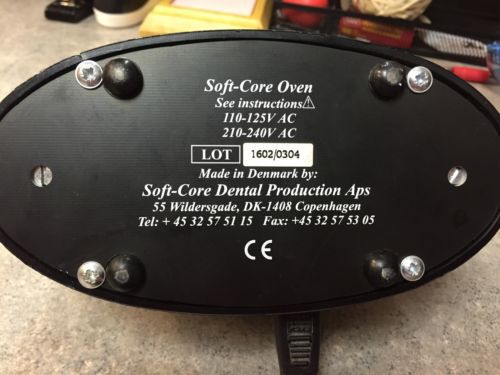 Soft-Core Oven
See instructions⚠
110-125V AC
210-240V AC
LOT 1602/0304
Made in Denmark by:
Soft-Core Dental Production Aps
55 Wildersgade, DK-1408 Copenhagen
Tel: + 45 32 57 51 15 Fax: +45 32 57 53 05
CE